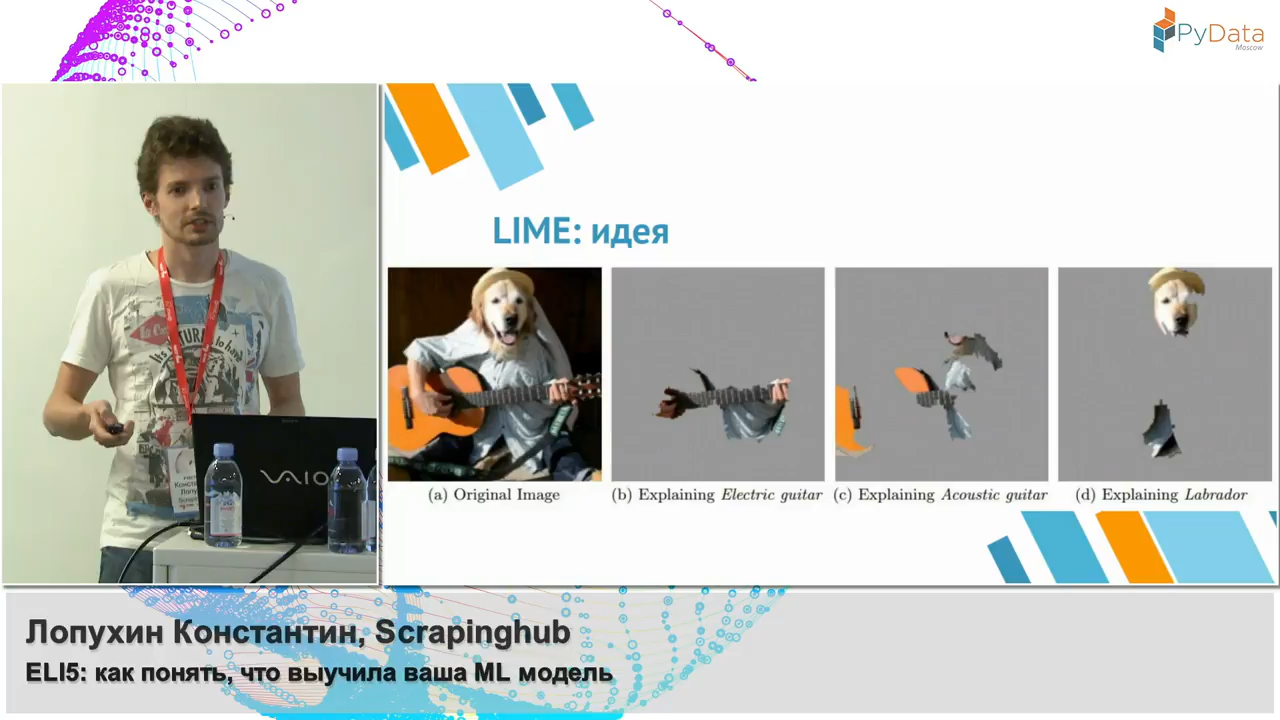 PyData
Moscow
LIME: идея
(a) Original Image
(b) Explaining Electric guitar
(c) Explaining Acoustic guitar
(d) Explaining Labrador
VAIO
Лопухин Константин, Scrapinghub
ELI5: как понять, что выучила ваша ML модель